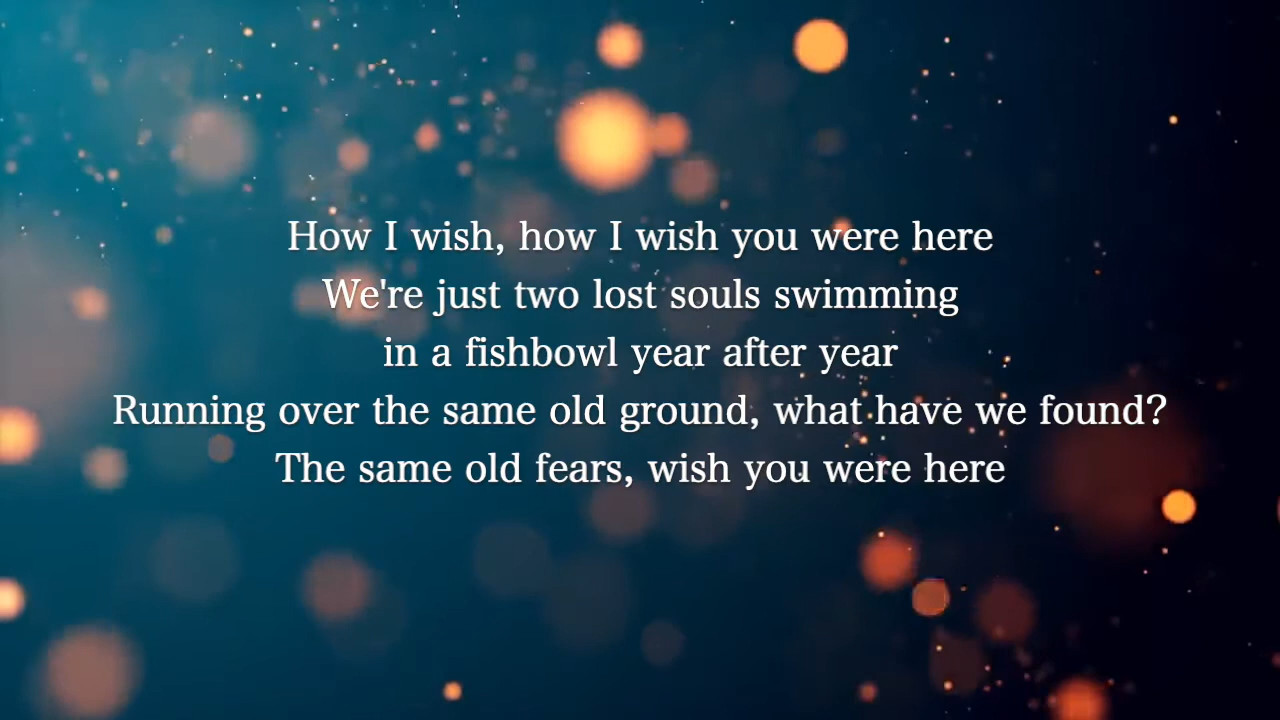 How I wish, how I wish you were here
We're just two lost souls swimming
in a fishbowl year after year
Running over the same old ground, what have we found?
The same old fears, wish you were here